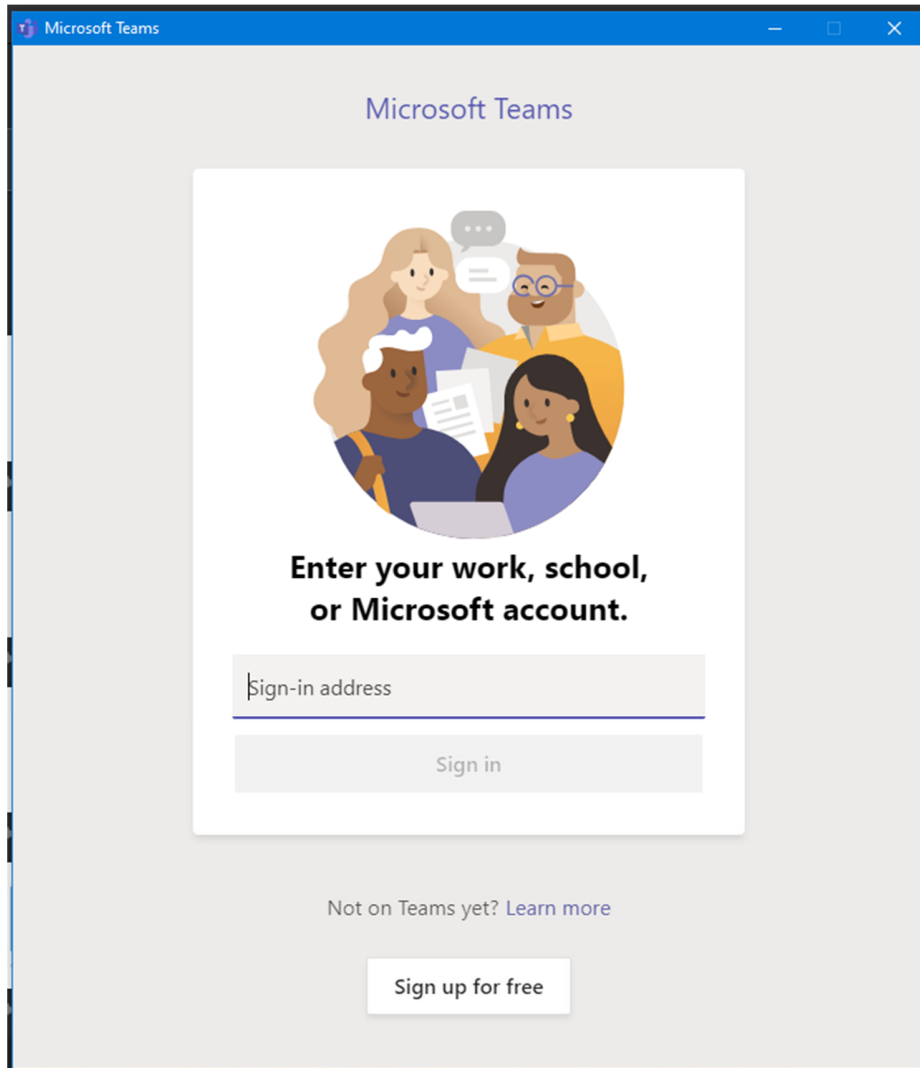 Microsoft Teams
Microsoft Teams
Enter your work, school,
or Microsoft account.
Sign-in address
Sign in
Not on Teams yet? Learn more
Sign up for free